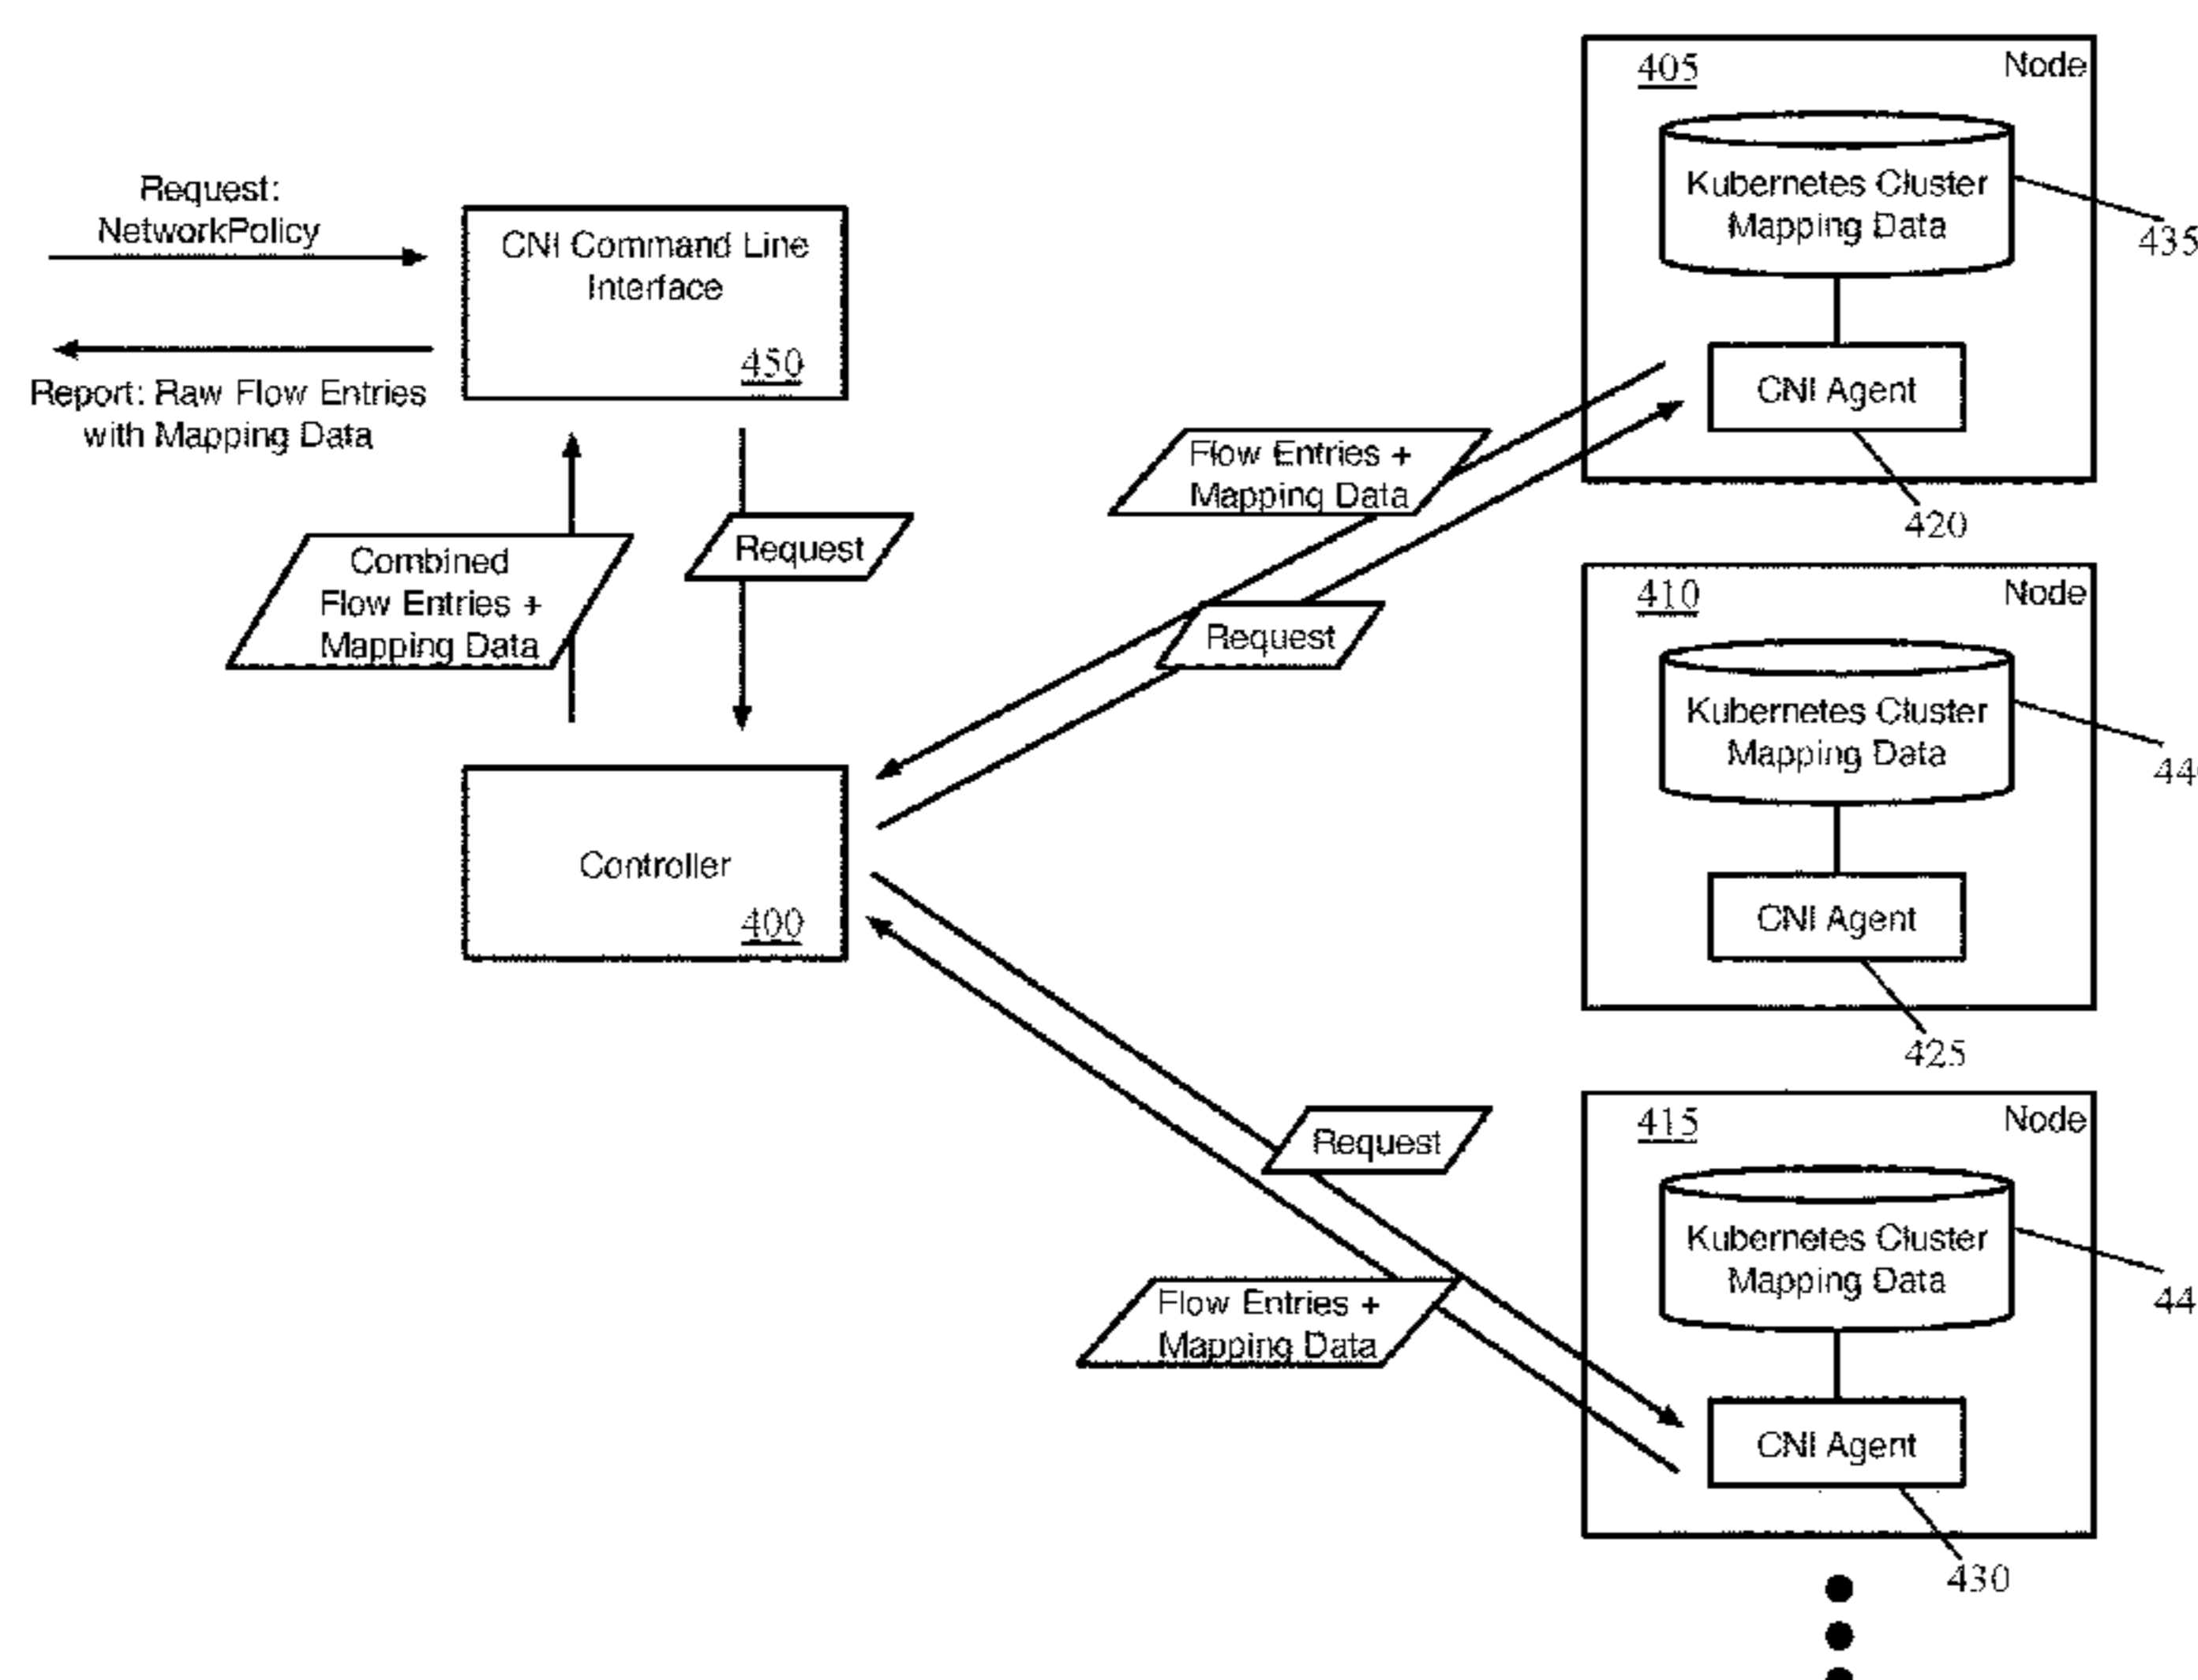 Request:
NetworkPolicy
Report: Raw Flow Entries
with Mapping Data
CNI Command Line
Interface
450
Combined
Flow Entries +
Mapping Data
Request
Controller
400
Flow Entries +
Mapping Data
Request
Request
Flow Entries +
Mapping Data
405
Node
Kubernetes Cluster
Mapping Data
435
CNI Agent
420
410
Node
Kubernetes Cluster
Mapping Data
CNI Agent
425
415
Node
Kubernetes Cluster
Mapping Data
CNI Agent
430